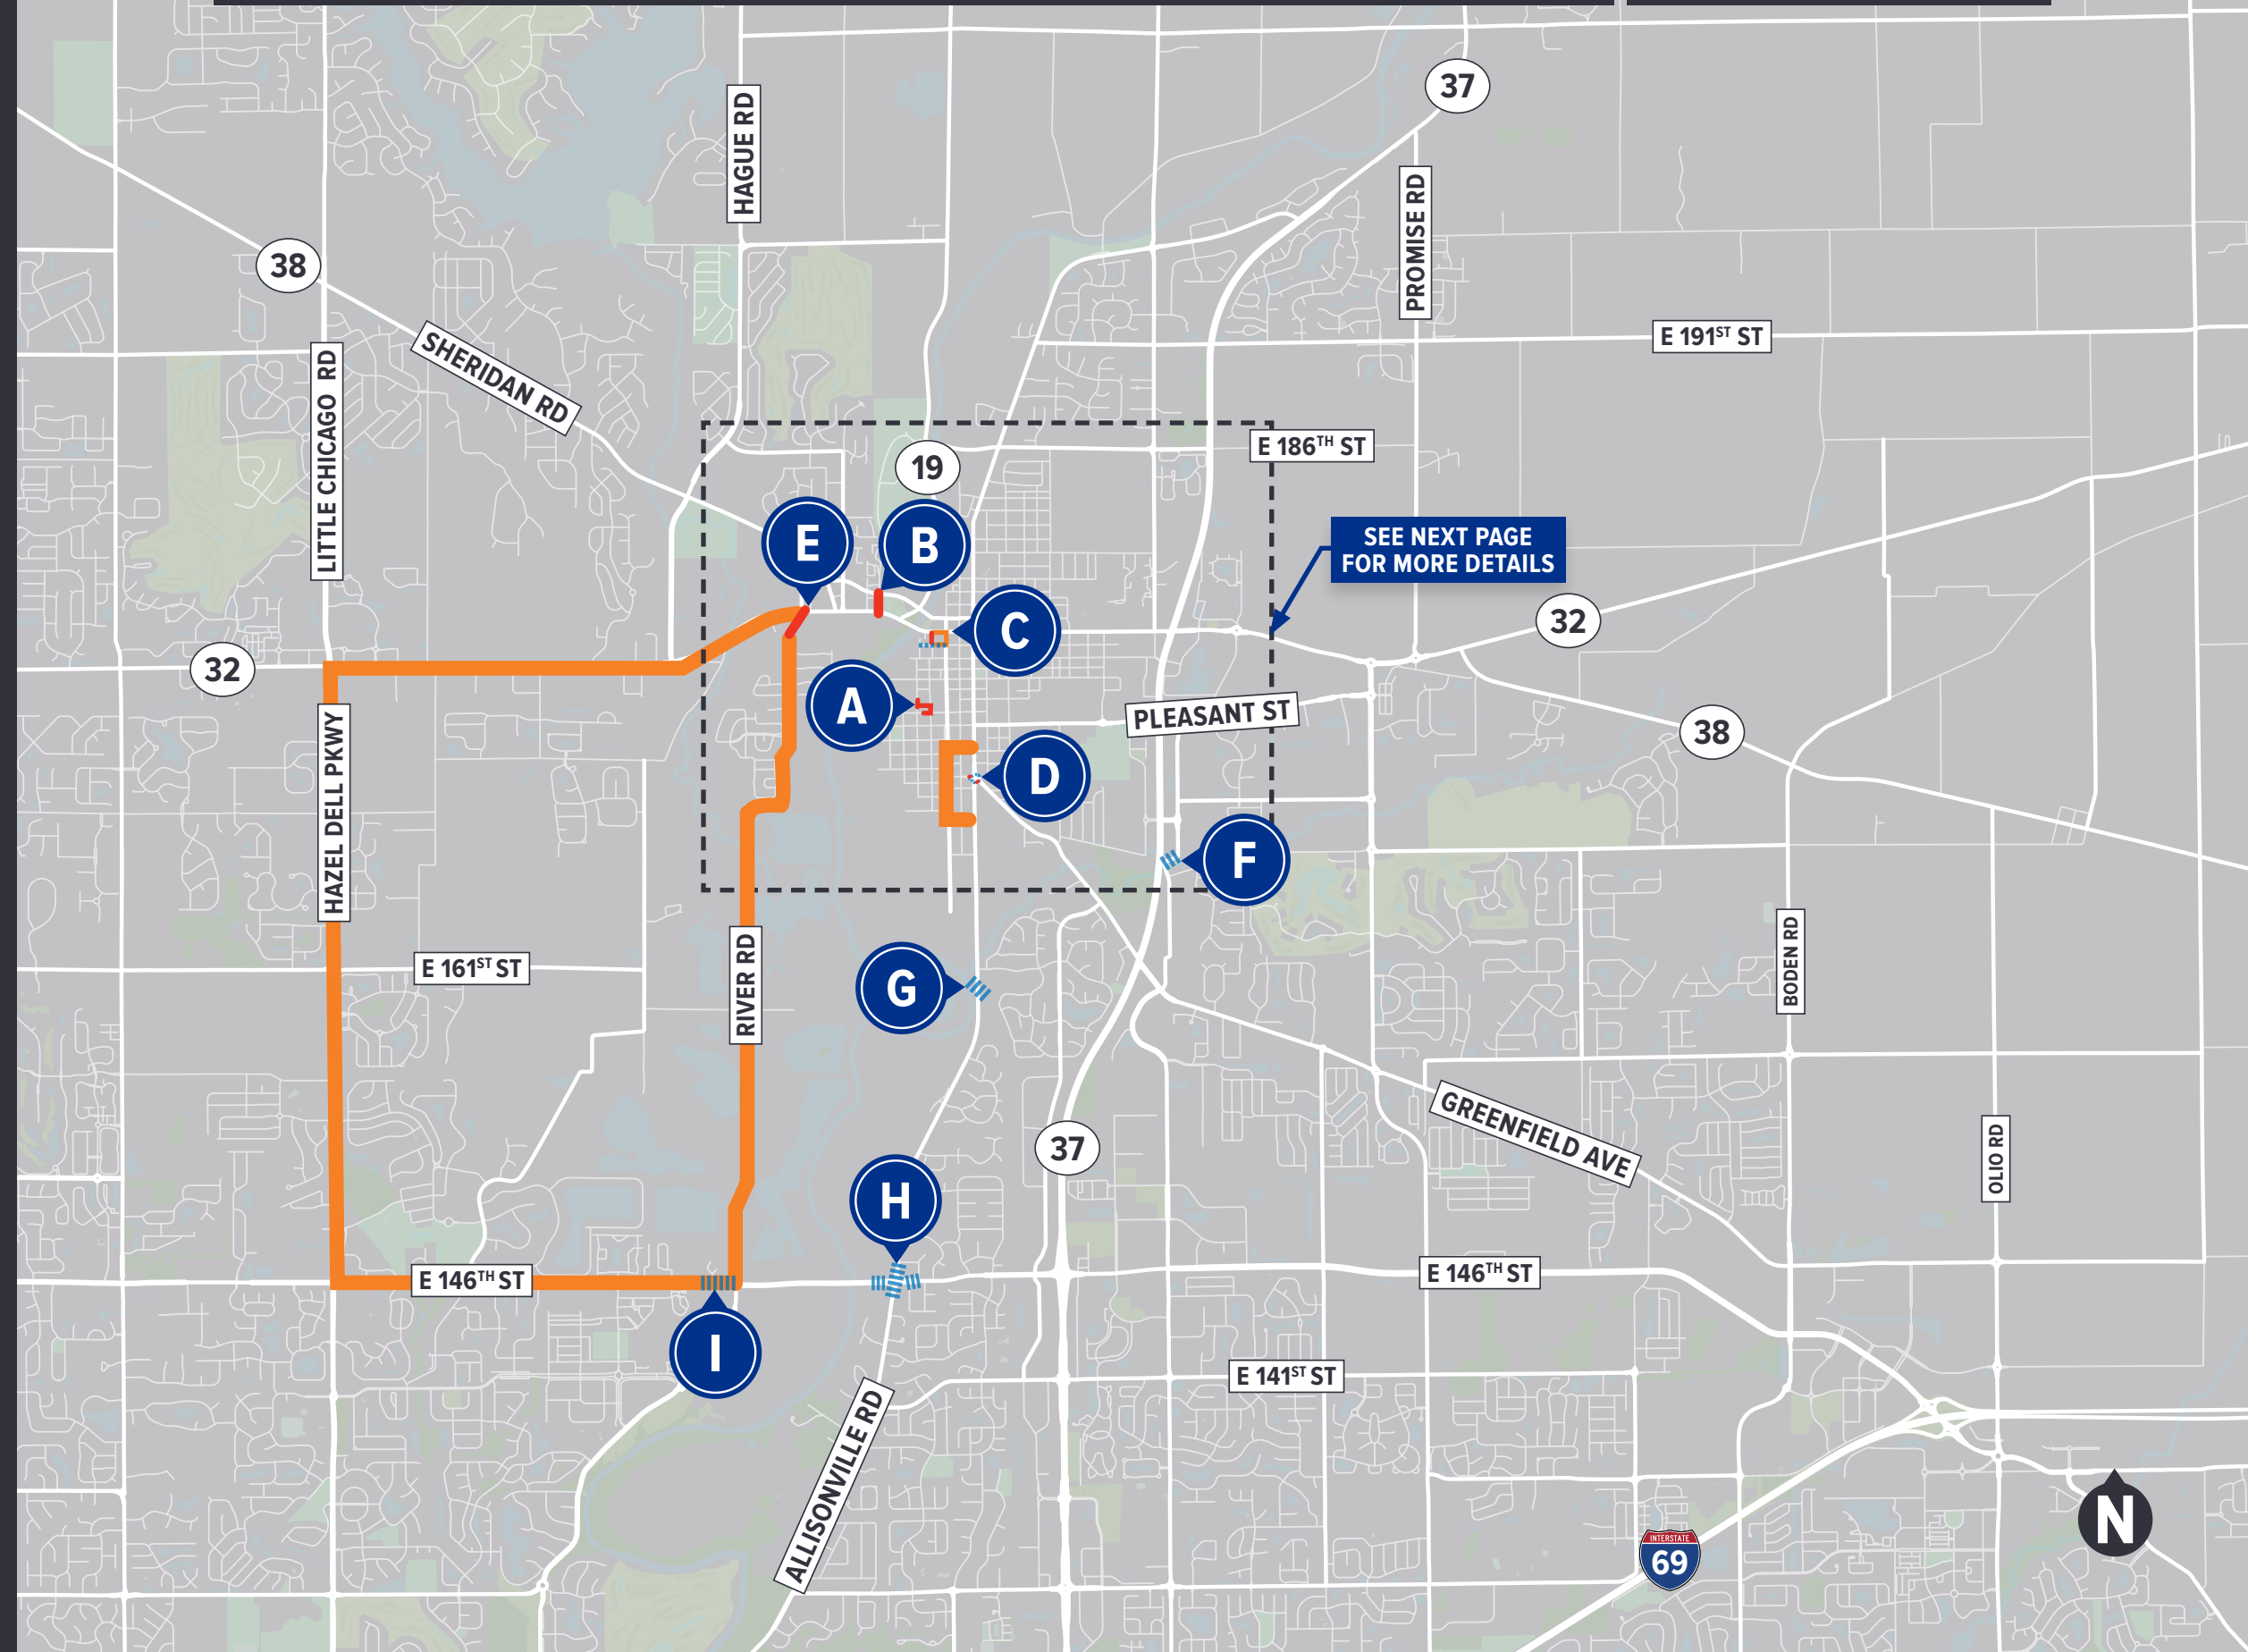 37
HAGUE RD
PROMISE RD
38
SHERIDAN RD
LITTLE CHICAGO RD
E 191ST ST
E 186TH ST
19
E
B
SEE NEXT PAGE
FOR MORE DETAILS
C
32
32
A
PLEASANT ST
38
D
HAZEL DELL PKWY
F
E 161ST ST
RIVER RD
G
BODEN RD
GREENFIELD AVE
37
OLIO RD
H
E 146TH ST
E 146TH ST
I
E 141ST ST
ALLISONVILLE RD
N
INTERSTATE
69